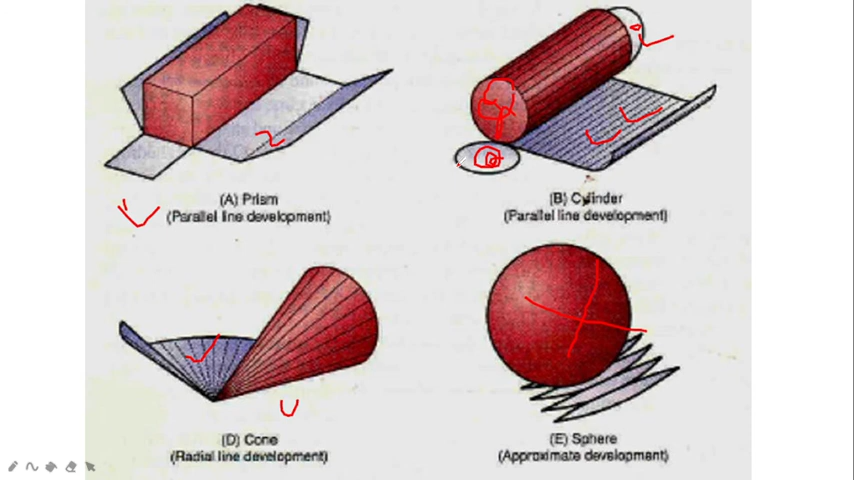 (A) Prism
(Parallel line development)
(B) Cylinder
(Parallel line development)
(D) Cone
(Radial line development)
(E) Sphere
(Approximate development)